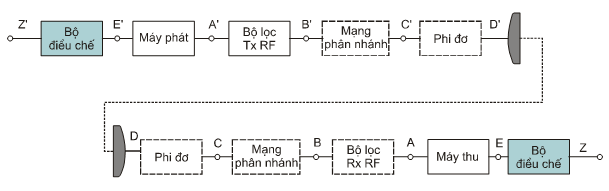 Z'
Bộ
điều chế
E'
Máy phát
A'
Bộ lọc
Tx RF
B'
Mạng
phân nhánh
C'
Phi đơ
D'
D
Phi đơ
C
Mạng
phân nhánh
B
Bộ lọc
Rx RF
A
Máy thu
E
Bộ
điều chế
Z